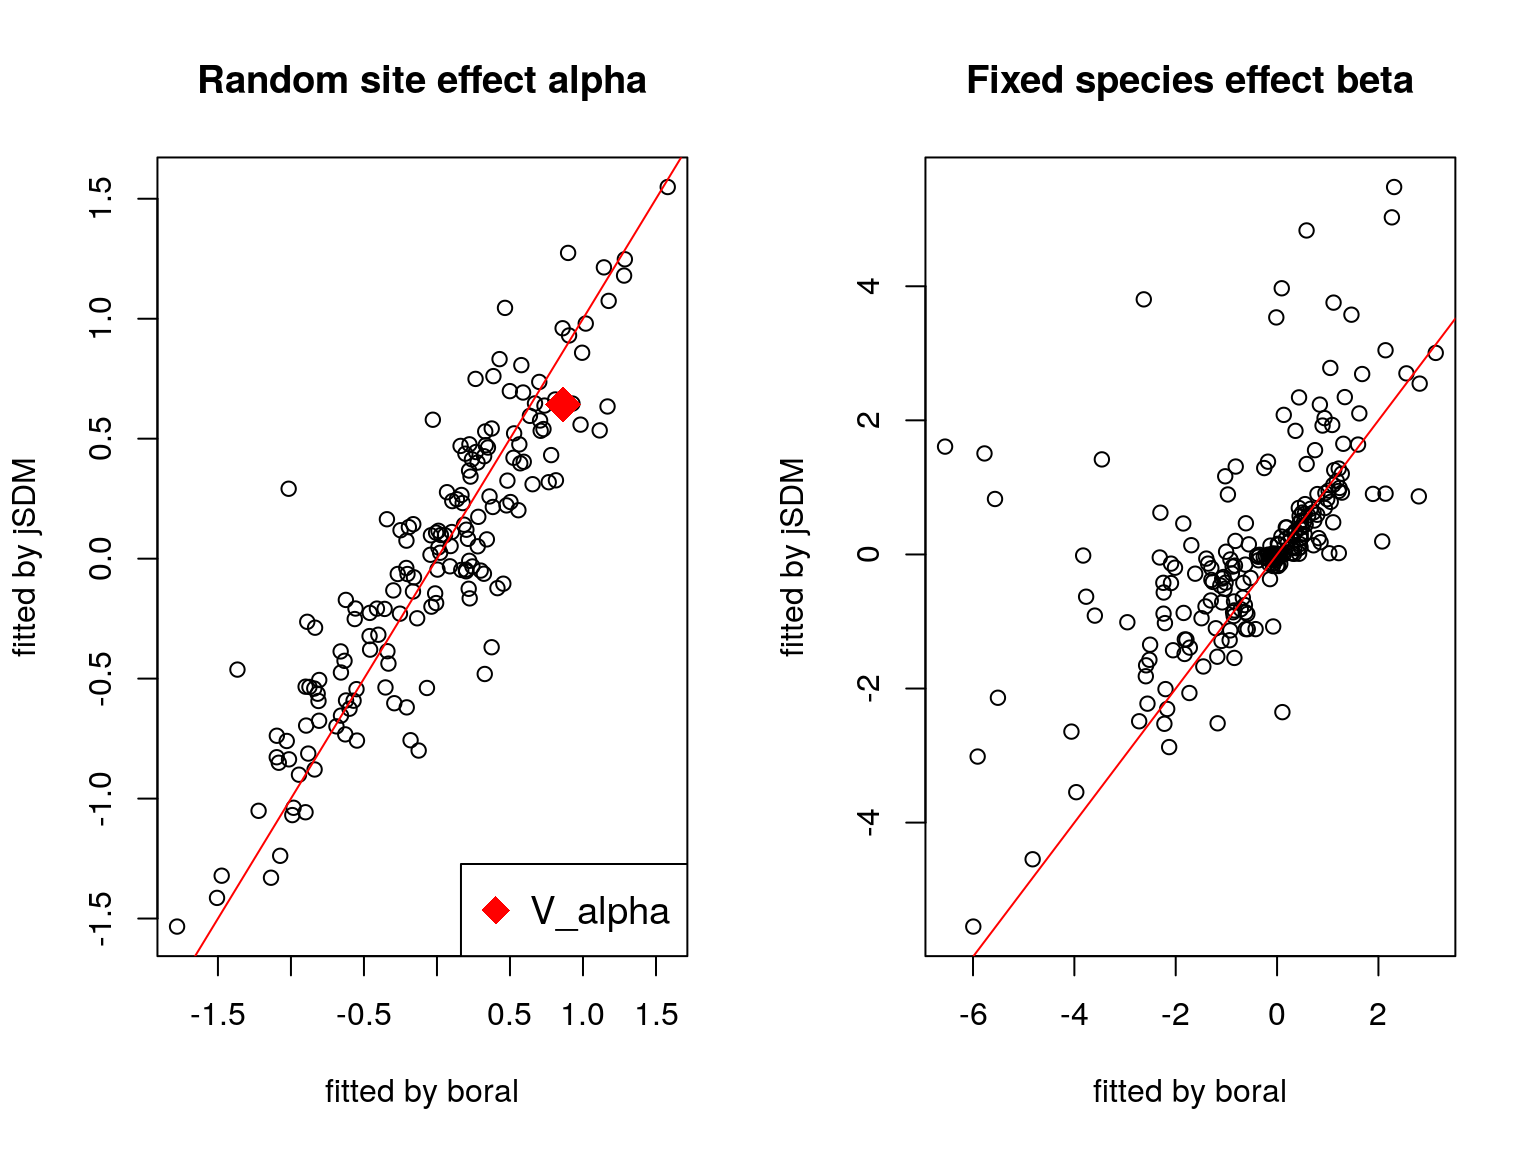 Random site effect alpha
fitted by jSDM
1.5
1.0
0.5
0.0
-0.5
-1.0
-1.5
V_alpha
-1.5 -0.5 0.5 1.0 1.5
fitted by boral
Fixed species effect beta
fitted by jSDM
4
2
0
-2
-4
-6 -4 -2 0 2
fitted by boral